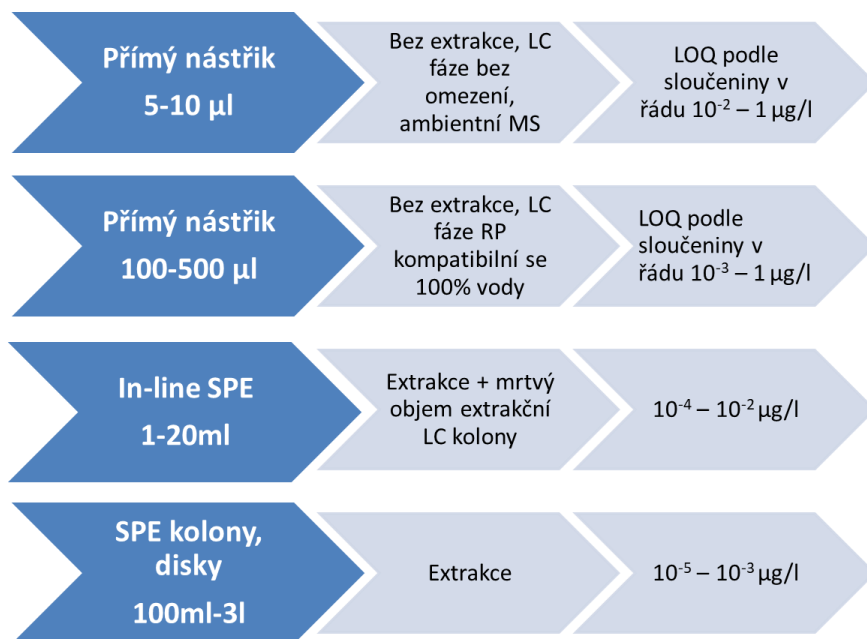 Přímý nástřik
5-10 µl
Bez extrakce, LC
fáze bez
omezení,
ambientní MS
LOQ podle
sloučeniny v
řádu 10⁻² – 1 µg/l
Přímý nástřik
100-500 µl
Bez extrakce, LC
fáze RP
kompatibilní se
100% vody
LOQ podle
sloučeniny v
řádu 10⁻³ – 1 µg/l
In-line SPE
1-20ml
Extrakce + mrtvý
objem extrakční
LC kolony
10⁻⁴ – 10⁻² µg/l
SPE kolony,
disky
100ml-3l
Extrakce
10⁻⁵ – 10⁻³ µg/l